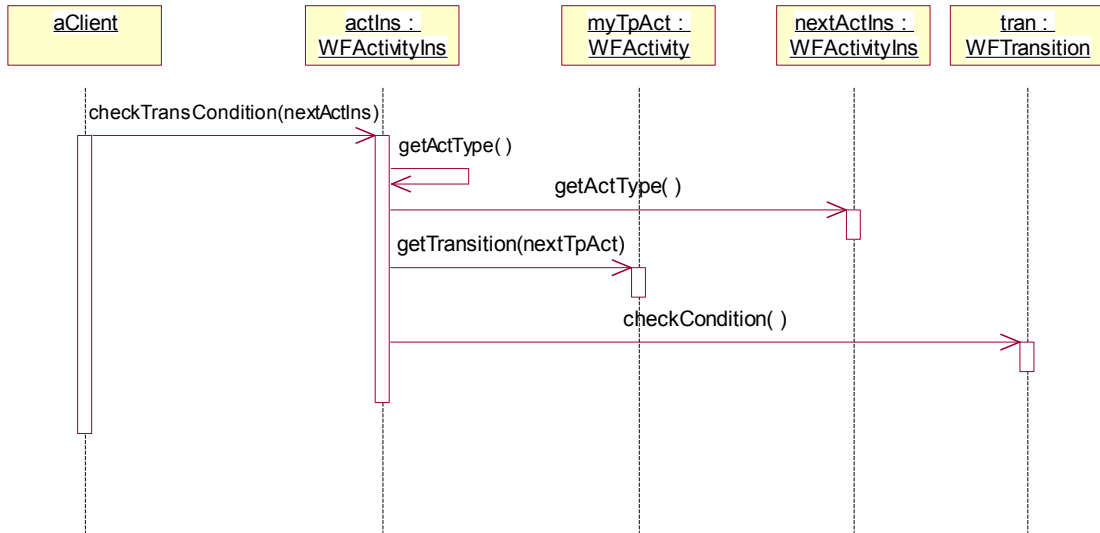 aClient
actIns :
WFActivityIns
myTpAct :
WFActivity
nextActIns :
WFActivityIns
tran :
WFTransition
checkTransCondition(nextActIns)
getActType( )
getActType( )
getTransition(nextTpAct)
checkCondition( )